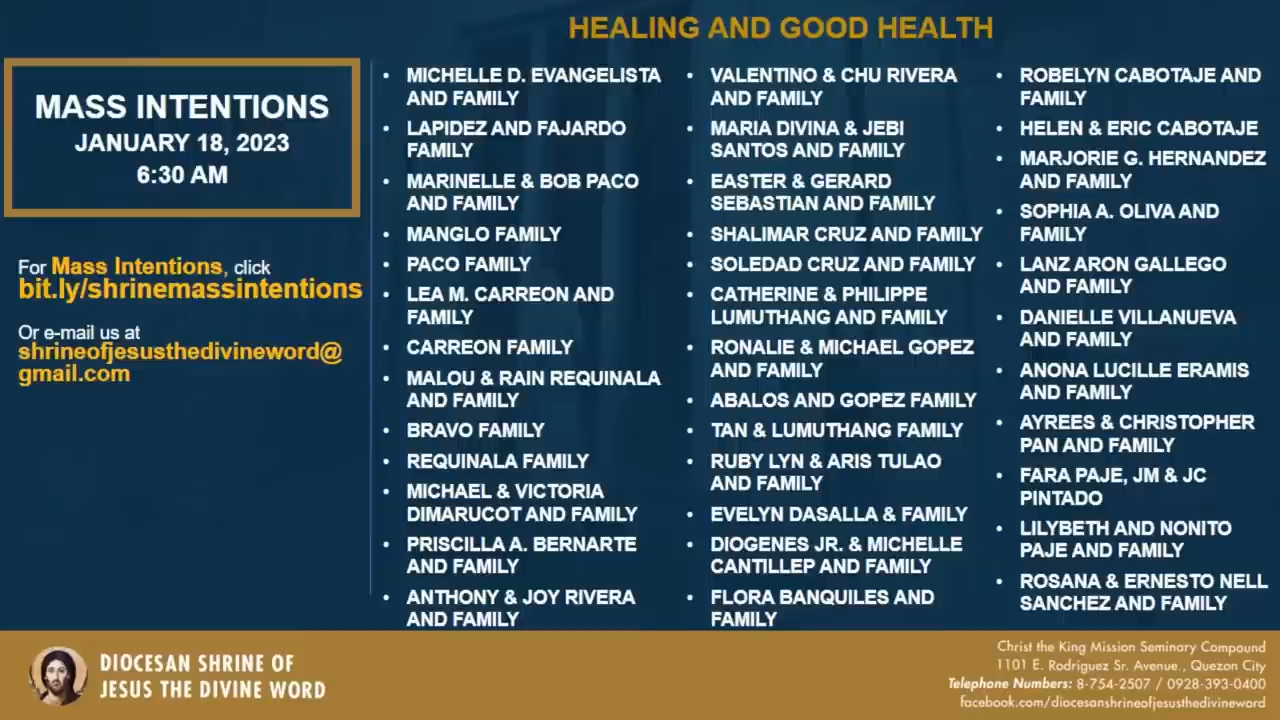 HEALING AND GOOD HEALTH
MASS INTENTIONS
JANUARY 18, 2023
6:30 AM
For Mass Intentions, click
bit.ly/shrinemassintentions
Or e-mail us at
shrineofjesusthedivineword@
gmail.com
• MICHELLE D. EVANGELISTA
AND FAMILY
• LAPIDEZ AND FAJARDO
FAMILY
• MARINELLE & BOB PACO
AND FAMILY
• MANGLO FAMILY
• PACO FAMILY
• LEA M. CARREON AND
FAMILY
• CARREON FAMILY
• MALOU & RAIN REQUINALA
AND FAMILY
• BRAVO FAMILY
• REQUINALA FAMILY
• MICHAEL & VICTORIA
DIMARUCOT AND FAMILY
• PRISCILLA A. BERNARTE
AND FAMILY
• ANTHONY & JOY RIVERA
AND FAMILY
• VALENTINO & CHU RIVERA
AND FAMILY
• MARIA DIVINA & JEBI
SANTOS AND FAMILY
• EASTER & GERARD
SEBASTIAN AND FAMILY
• SHALIMAR CRUZ AND FAMILY
• SOLEDAD CRUZ AND FAMILY
• CATHERINE & PHILIPPE
LUMUTHANG AND FAMILY
• RONALIE & MICHAEL GOPEZ
AND FAMILY
• ABALOS AND GOPEZ FAMILY
• TAN & LUMUTHANG FAMILY
• RUBY LYN & ARIS TULAO
AND FAMILY
• EVELYN DASALLA & FAMILY
• DIOGENES JR. & MICHELLE
CANTILLEP AND FAMILY
• FLORA BANQUILES AND
FAMILY
• ROBELYN CABOTAJE AND
FAMILY
• HELEN & ERIC CABOTAJE
• MARJORIE G. HERNANDEZ
AND FAMILY
• SOPHIA A. OLIVA AND
FAMILY
• LANZ ARON GALLEGO
AND FAMILY
• DANIELLE VILLANUEVA
AND FAMILY
• ANONA LUCILLE ERAMIS
AND FAMILY
• AYREES & CHRISTOPHER
PAN AND FAMILY
• FARA PAJE, JM & JC
PINTADO
• LILYBETH AND NONITO
PAJE AND FAMILY
• ROSANA & ERNESTO NELL
SANCHEZ AND FAMILY
DIOCESAN SHRINE OF
JESUS THE DIVINE WORD
Christ the King Mission Seminary Compound
1101 E. Rodriguez Sr. Avenue., Quezon City
Telephone Numbers: 8-754-2507 / 0928-393-0400
facebook.com/diocesanshrineofjesusthedivineword